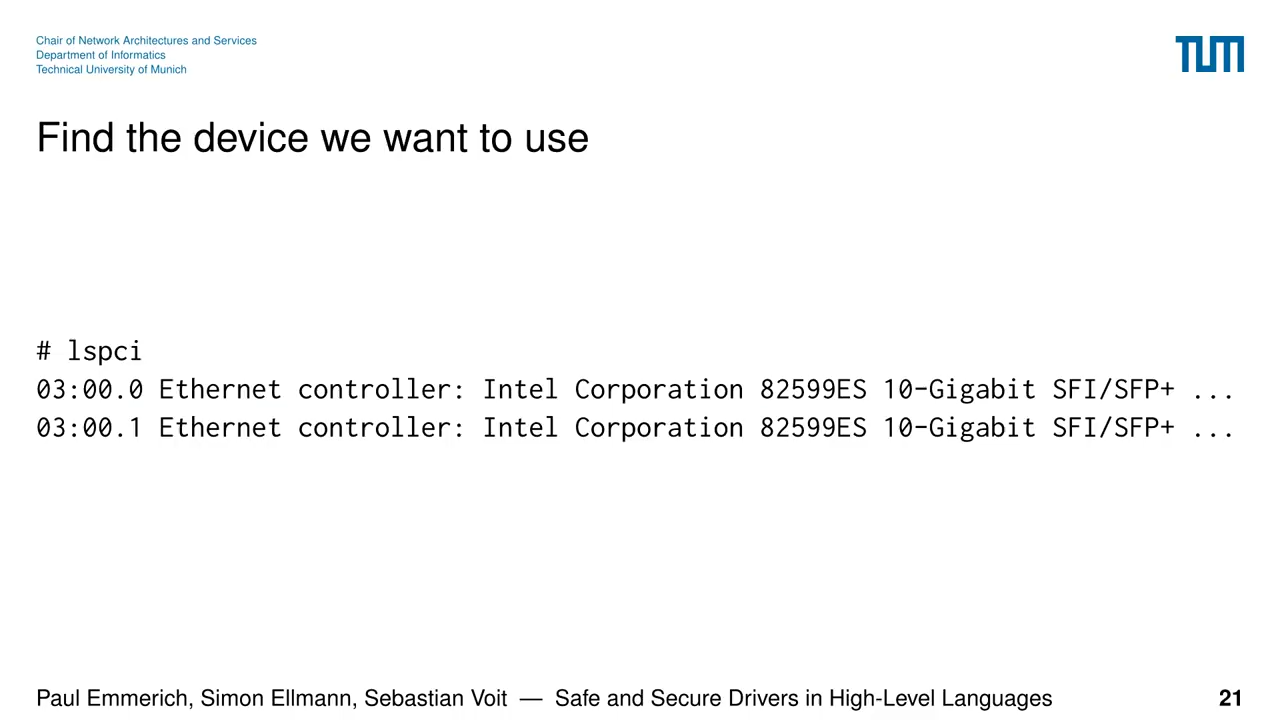 Chair of Network Architectures and Services
Department of Informatics
Technical University of Munich
TUM
Find the device we want to use
# lspci
03:00.0 Ethernet controller: Intel Corporation 82599ES 10-Gigabit SFI/SFP+ ...
03:00.1 Ethernet controller: Intel Corporation 82599ES 10-Gigabit SFI/SFP+ ...
Paul Emmerich, Simon Ellmann, Sebastian Voit — Safe and Secure Drivers in High-Level Languages 21